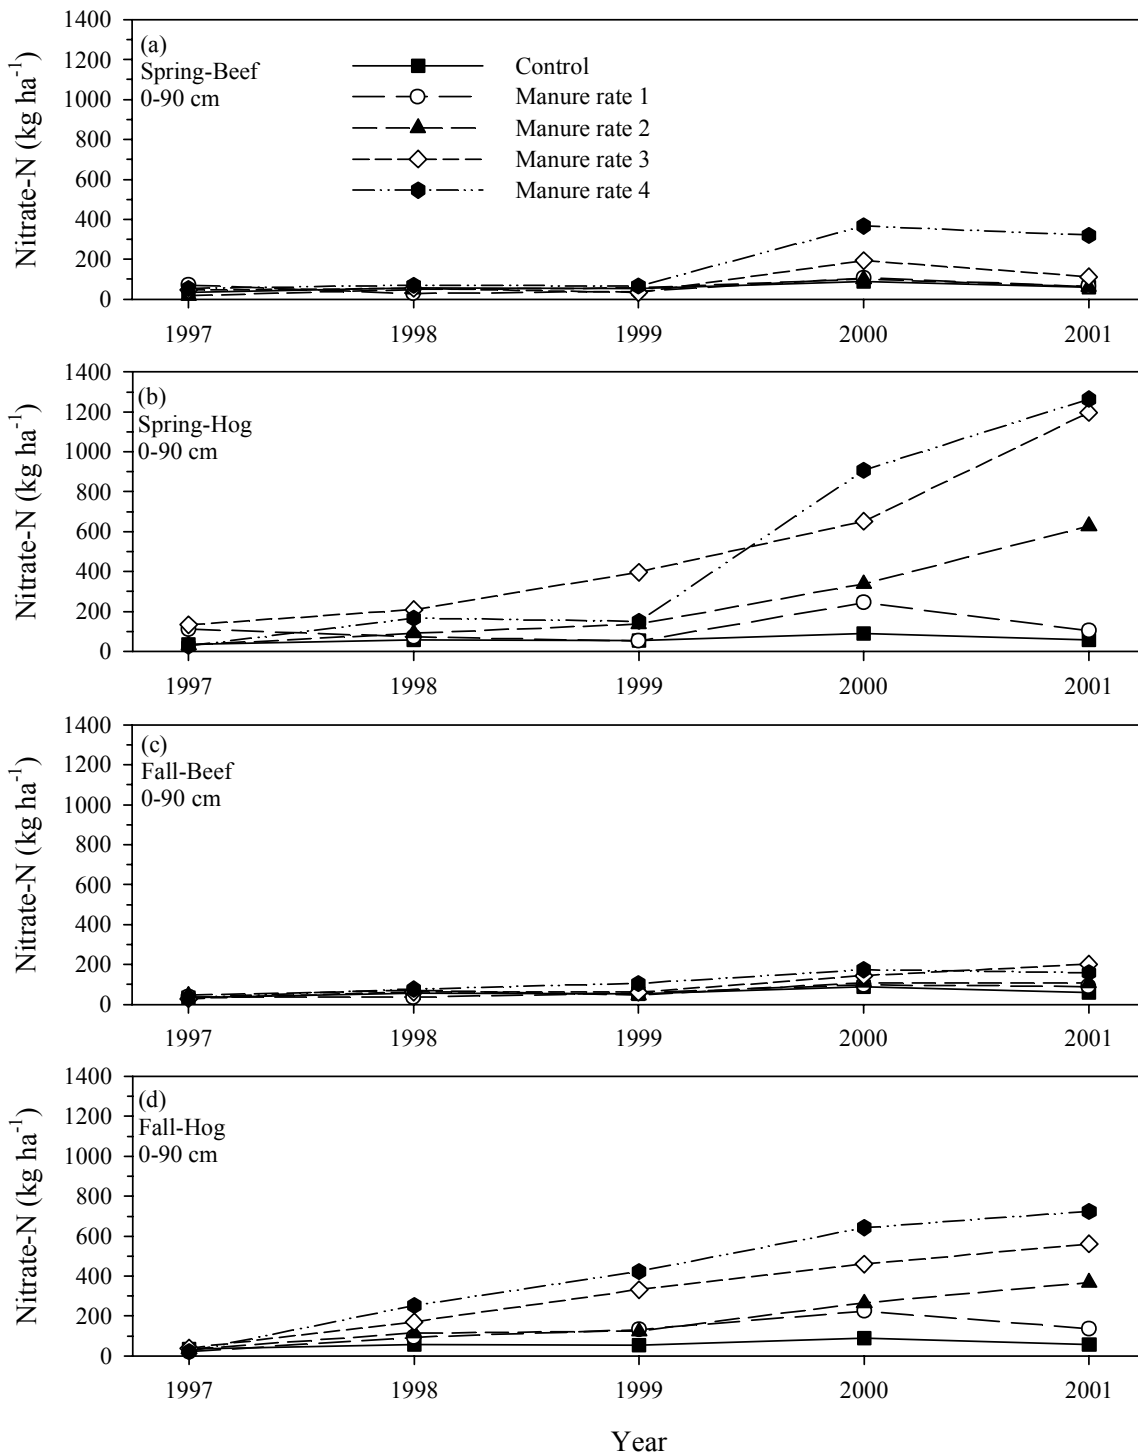 1400
1200
1000
800
600
400
200
0
Nitrate-N (kg ha-1)
(a)
Spring-Beef
0-90 cm
Control
Manure rate 1
Manure rate 2
Manure rate 3
Manure rate 4
1997 1998 1999 2000 2001
1400
1200
1000
800
600
400
200
0
Nitrate-N (kg ha-1)
(b)
Spring-Hog
0-90 cm
1997 1998 1999 2000 2001
1400
1200
1000
800
600
400
200
0
Nitrate-N (kg ha-1)
(c)
Fall-Beef
0-90 cm
1997 1998 1999 2000 2001
1400
1200
1000
800
600
400
200
0
Nitrate-N (kg ha-1)
(d)
Fall-Hog
0-90 cm
1997 1998 1999 2000 2001
Year